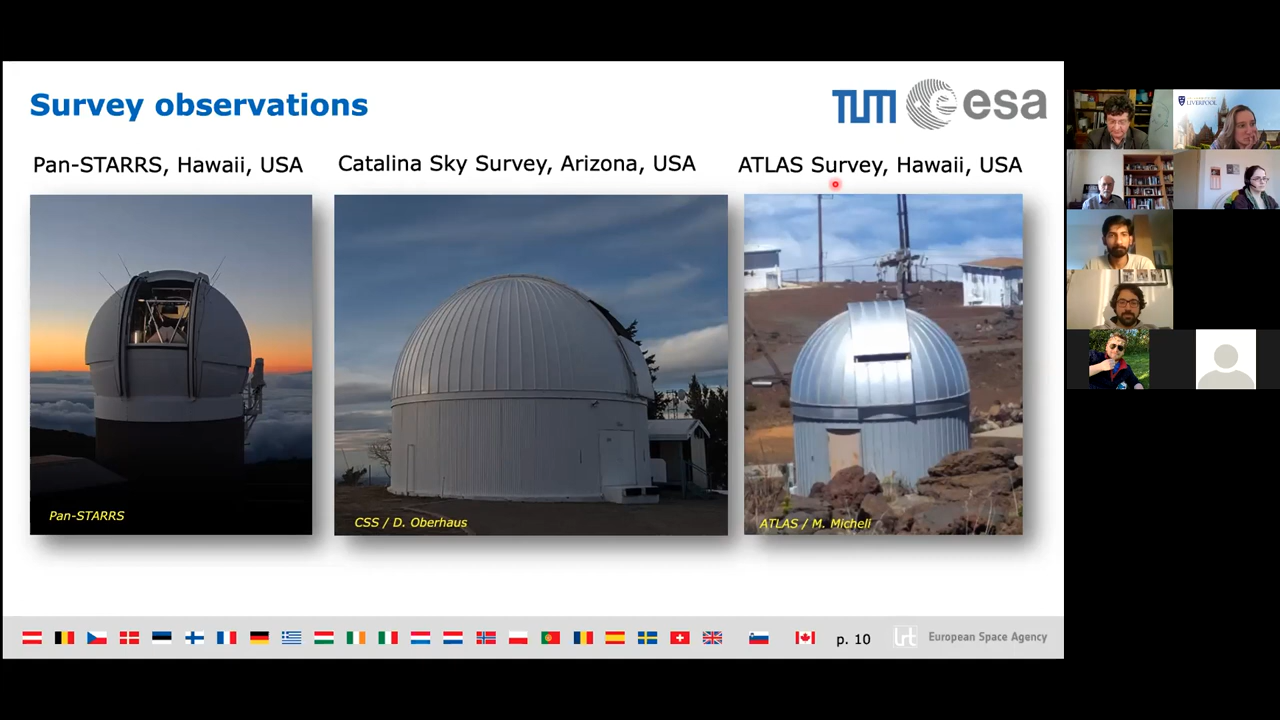 Survey observations
TUM esa
Pan-STARRS, Hawaii, USA
Catalina Sky Survey, Arizona, USA
ATLAS Survey, Hawaii, USA
Pan-STARRS
CSS / D. Oberhaus
ATLAS / M. Micheli
p. 10
lrt
European Space Agency
LIVERPOOL